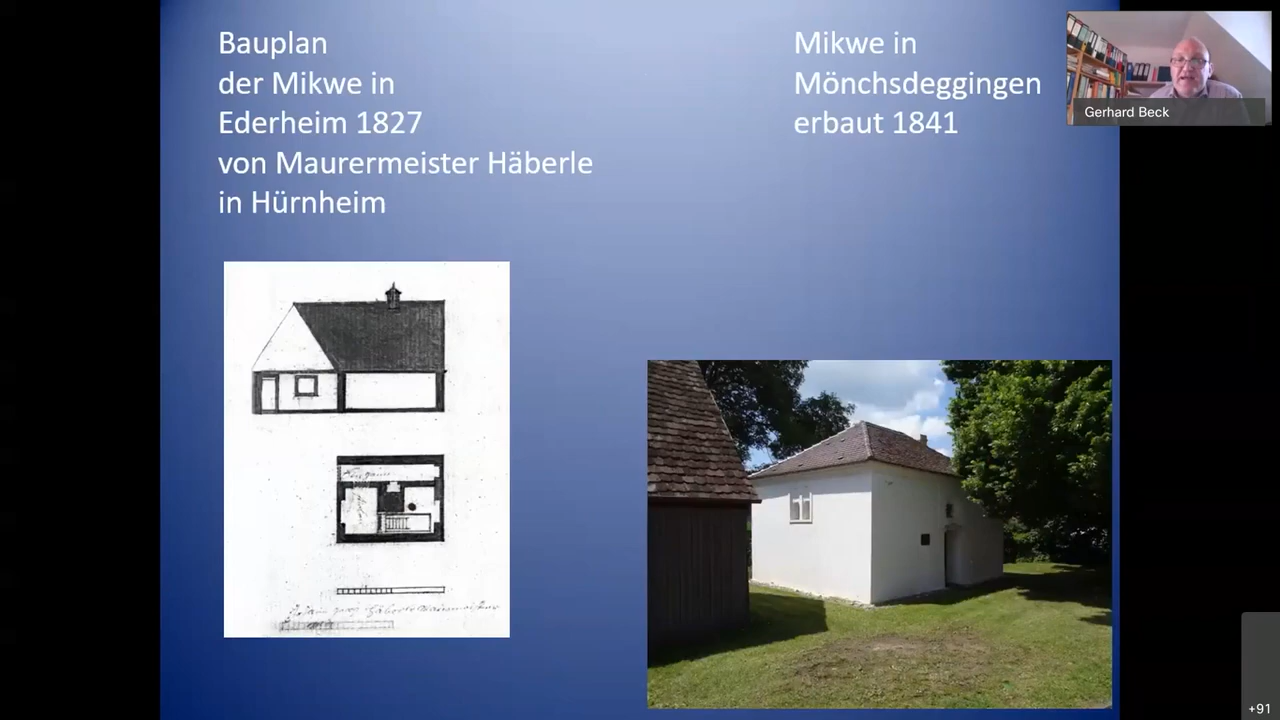 Bauplan
der Mikwe in
Ederheim 1827
von Maurermeister Häberle
in Hürnheim
Mikwe in
Mönchsdeggingen
erbaut 1841
Gerhard Beck
+91